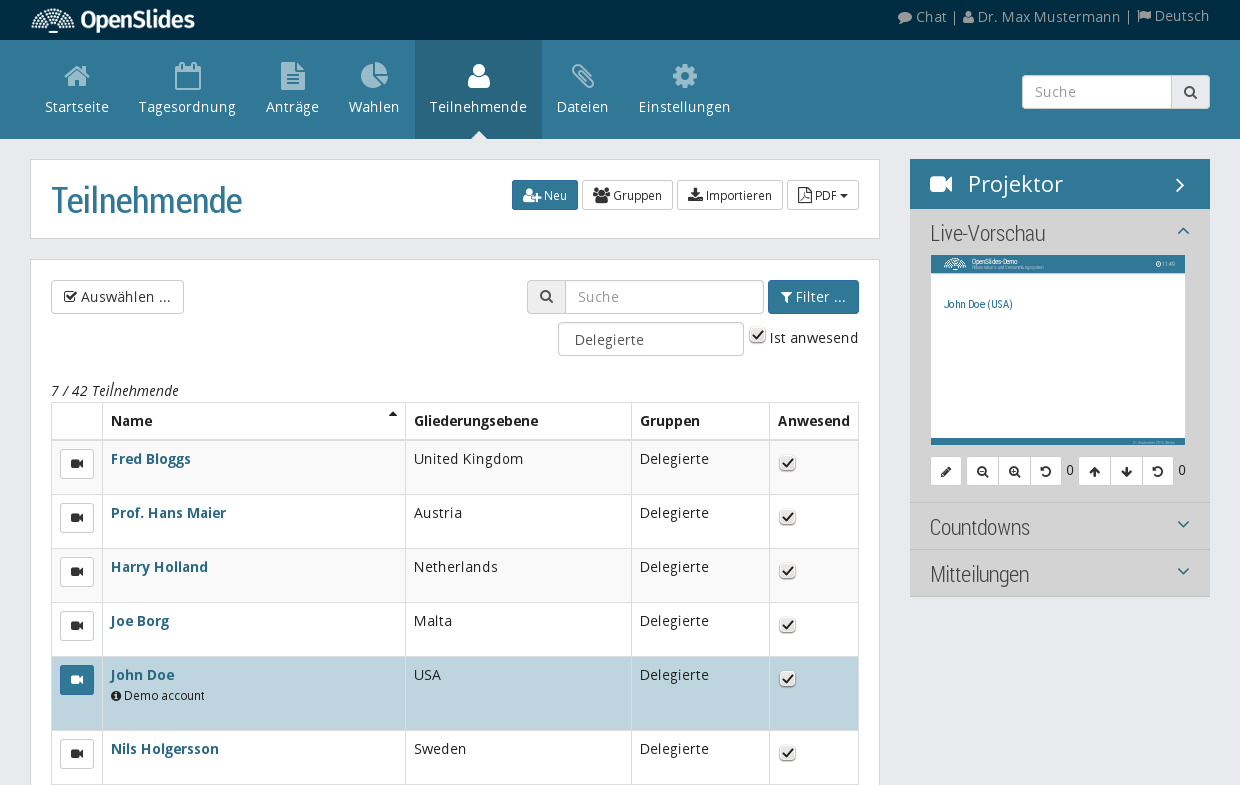 OpenSlides
Chat | Dr. Max Mustermann | Deutsch
Startseite
Tagesordnung
Anträge
Wahlen
Teilnehmende
Dateien
Einstellungen
Suche
Teilnehmende
Neu
Gruppen
Importieren
PDF
Auswählen ...
Suche
Filter ...
Delegierte
Ist anwesend
7 / 42 Teilnehmende
Name Gliederungsebene Gruppen Anwesend
Fred Bloggs United Kingdom Delegierte
Prof. Hans Maier Austria Delegierte
Harry Holland Netherlands Delegierte
Joe Borg Malta Delegierte
John Doe USA Delegierte
Demo account
Nils Holgersson Sweden Delegierte
Projektor
Live-Vorschau
OpenSlides-Demo
11:49
John Doe (USA)
0 0
Countdowns
Mitteilungen